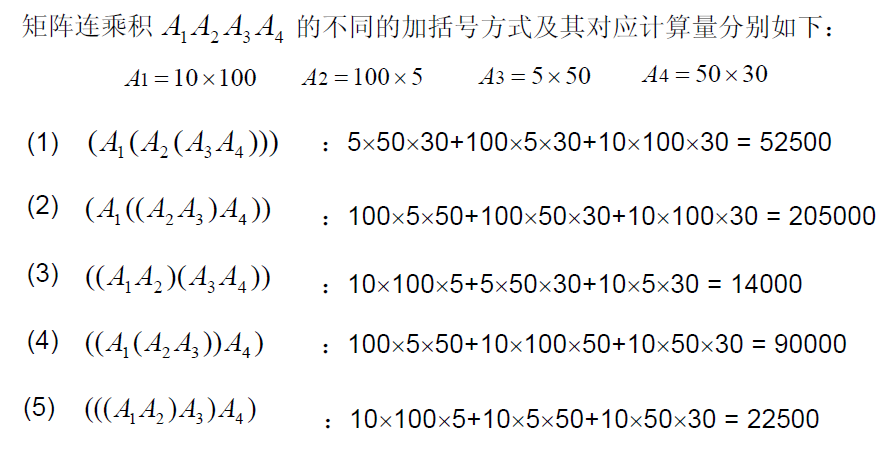 矩阵连乘积 A₁A₂A₃A₄ 的不同的加括号方式及其对应计算量分别如下：
A1 = 10×100 A2 = 100×5 A3 = 5×50 A4 = 50×30
(1) (A₁(A₂(A₃A₄))) ：5×50×30+100×5×30+10×100×30 = 52500
(2) (A₁((A₂A₃)A₄)) ：100×5×50+100×50×30+10×100×30 = 205000
(3) ((A₁A₂)(A₃A₄)) ：10×100×5+5×50×30+10×5×30 = 14000
(4) ((A₁(A₂A₃))A₄) ：100×5×50+10×100×50+10×50×30 = 90000
(5) (((A₁A₂)A₃)A₄) ：10×100×5+10×5×50+10×50×30 = 22500